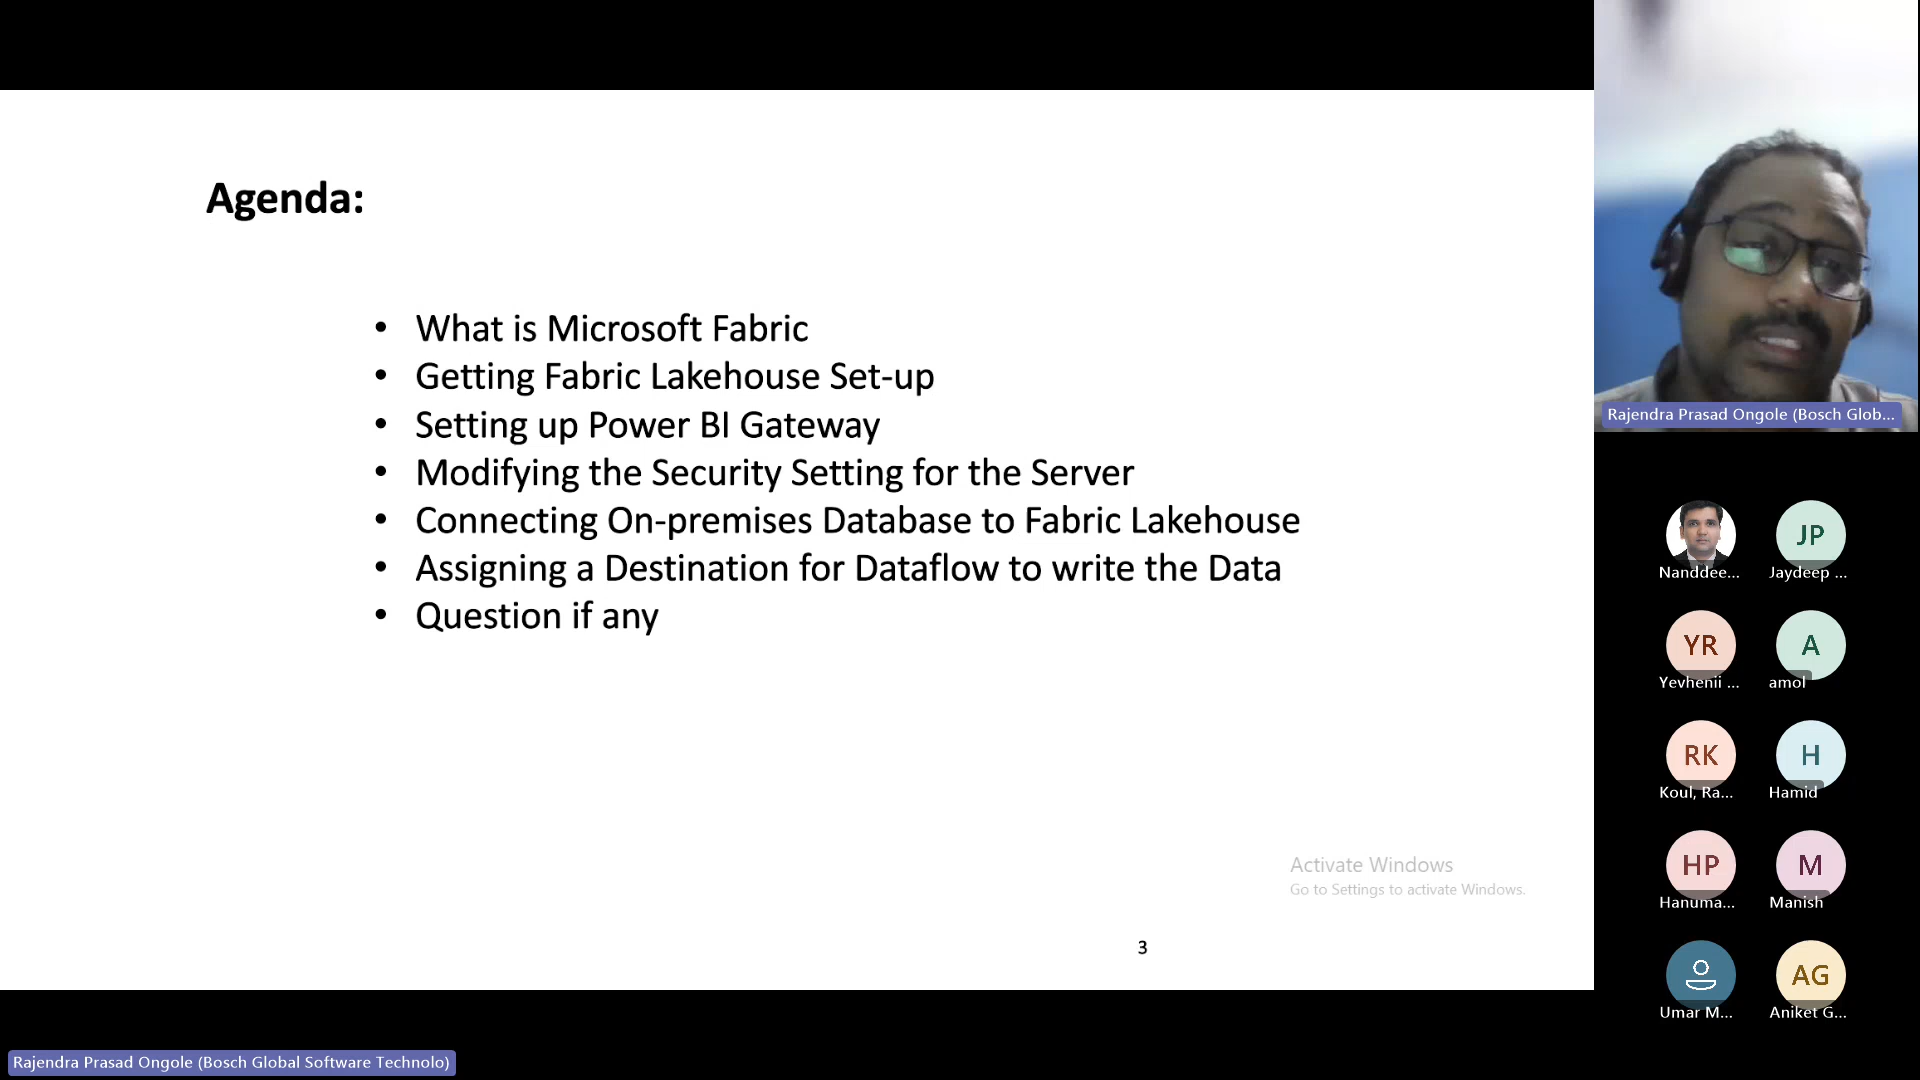 Agenda:
• What is Microsoft Fabric
• Getting Fabric Lakehouse Set-up
• Setting up Power BI Gateway
• Modifying the Security Setting for the Server
• Connecting On-premises Database to Fabric Lakehouse
• Assigning a Destination for Dataflow to write the Data
• Question if any
Activate Windows
Go to Settings to activate Windows.
3
Rajendra Prasad Ongole (Bosch Glob...
Nanddee...
JP
Jaydeep ...
YR
Yevhenii ...
A
amol
RK
Koul, Ra...
H
Hamid
HP
Hanuma...
M
Manish
Umar M...
AG
Aniket G...
Rajendra Prasad Ongole (Bosch Global Software Technolo)